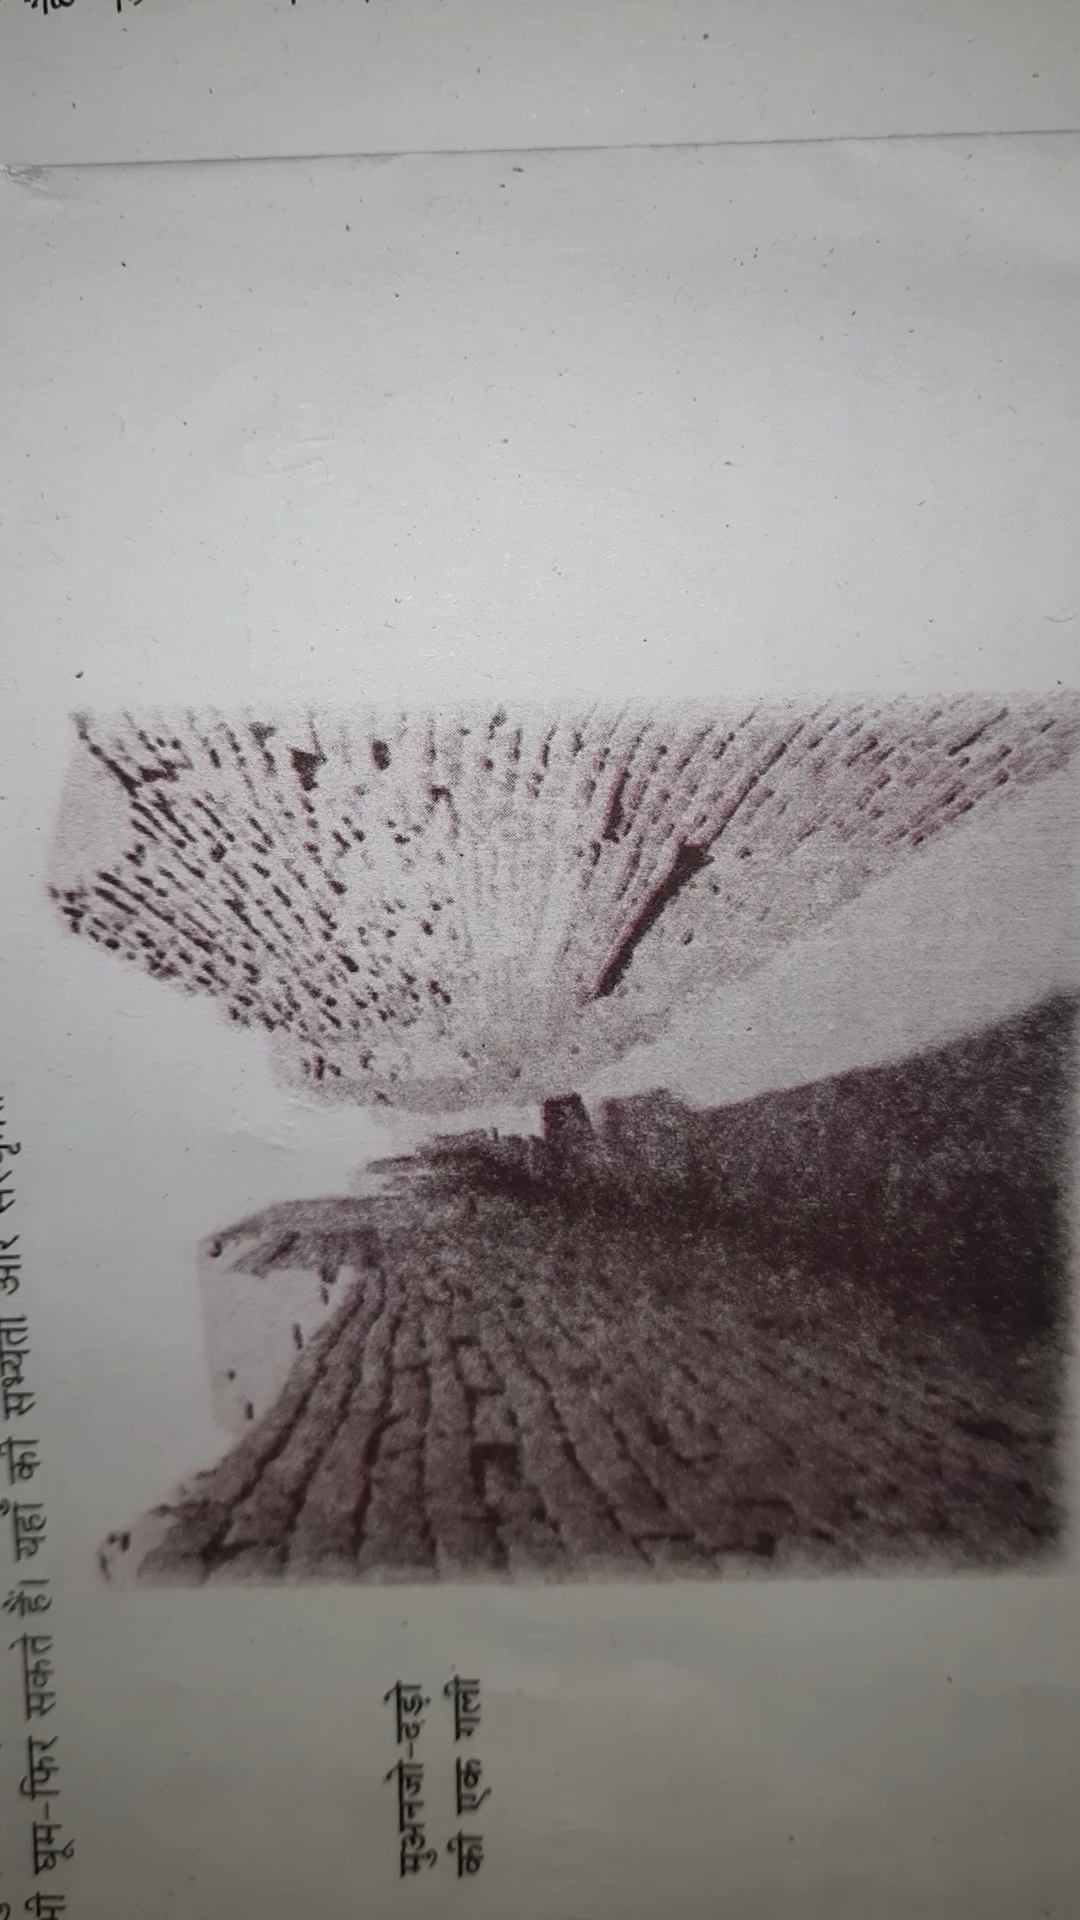 भी घूम-फिर सकते हैं। यहाँ की सभ्यता और
मुअनजो-दड़ो
की एक गली